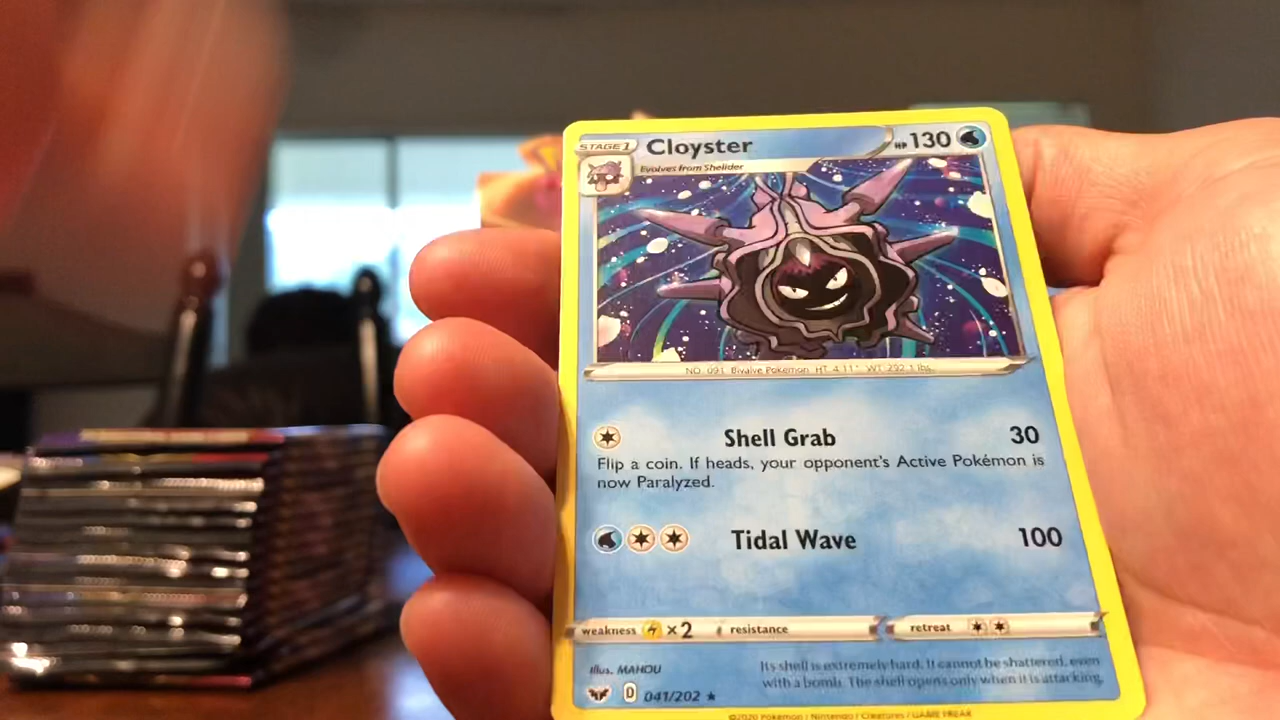 STAGE 1 Cloyster HP 130
Evolves from Shellder
NO. 091 Bivalve Pokémon HT 4'11" WT 292.1 lbs.
Shell Grab 30
Flip a coin. If heads, your opponent's Active Pokémon is
now Paralyzed.
Tidal Wave 100
weakness ×2 resistance retreat
Illus. MAHOU
Its shell is extremely hard. It cannot be shattered, even
with a bomb. The shell opens only when it is attacking.
D 041/202 ★
©2020 Pokémon / Nintendo / Creatures / GAME FREAK